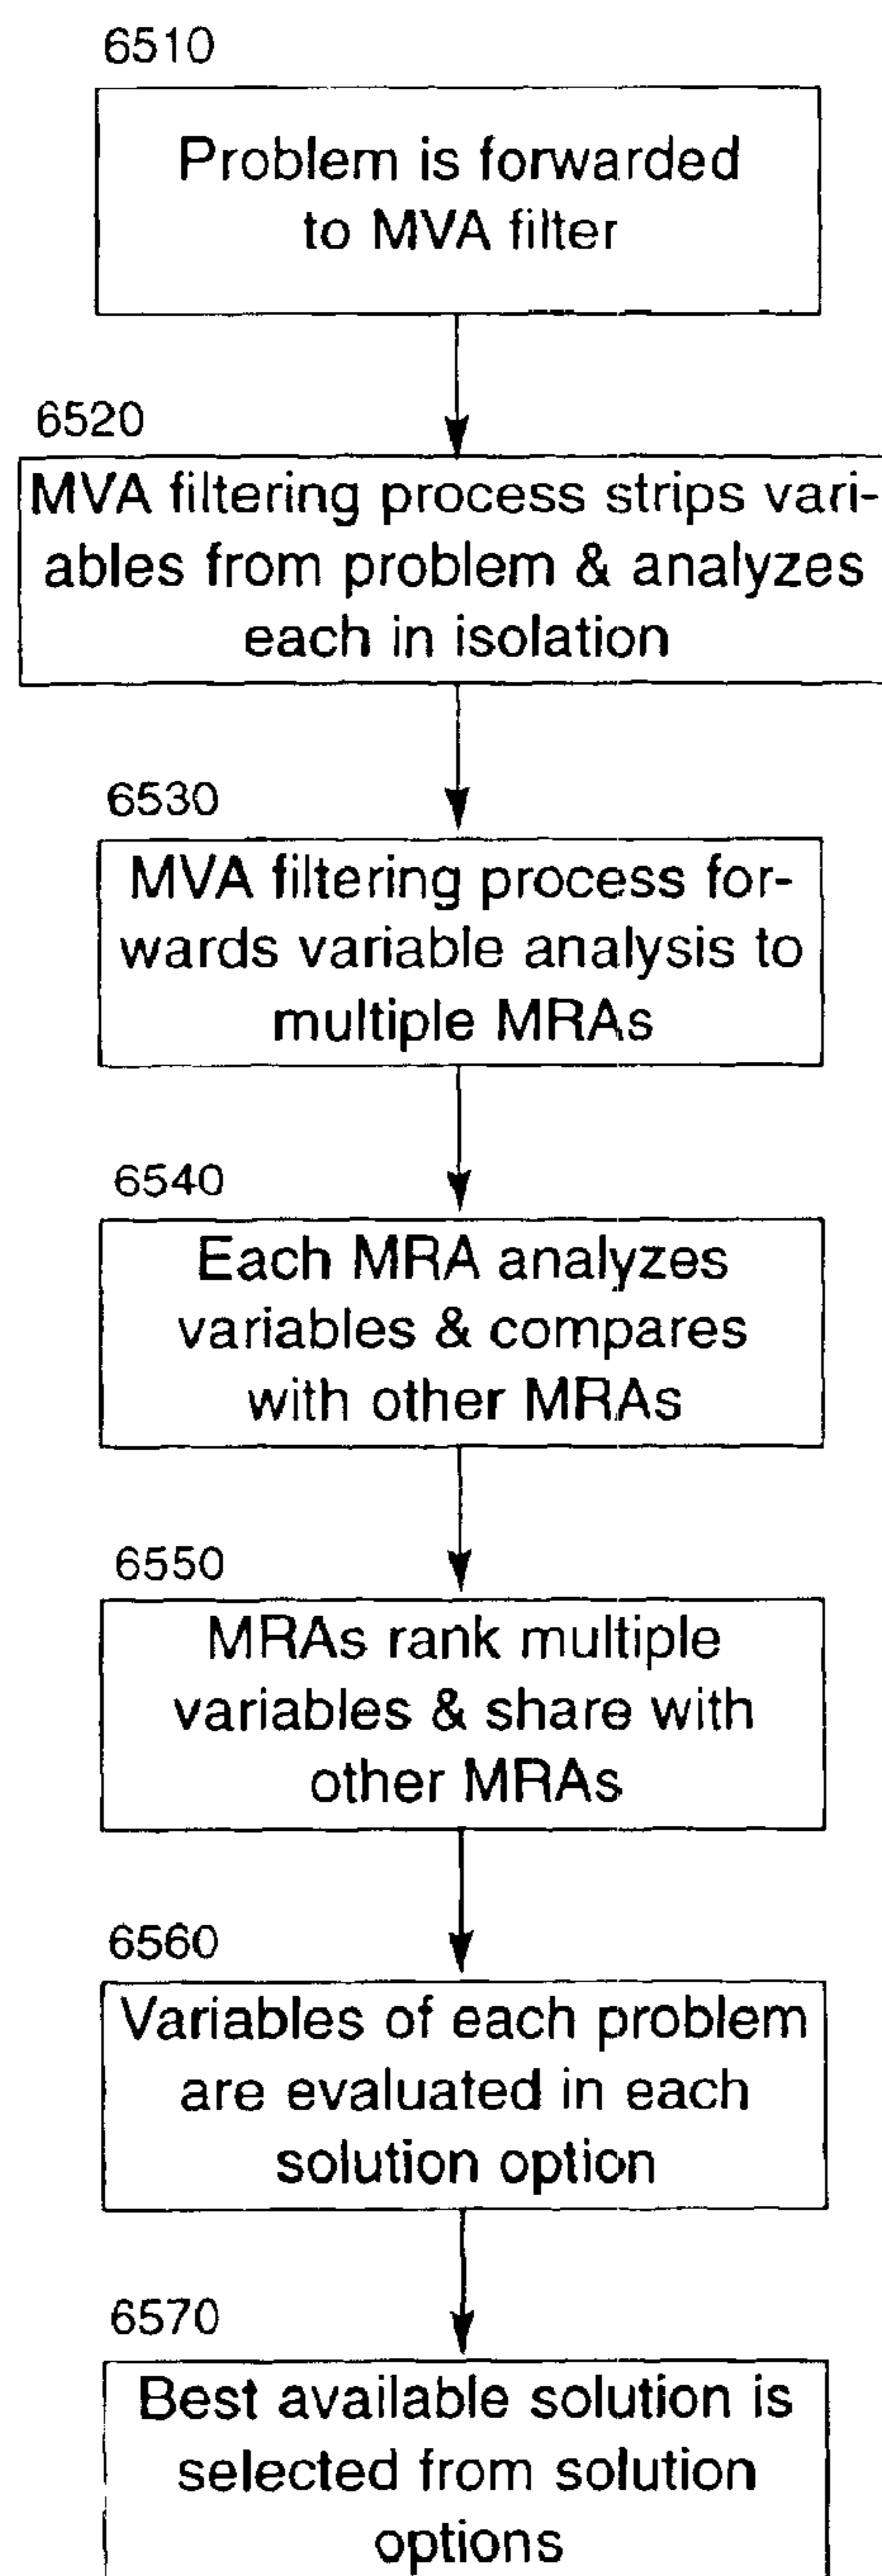 6510
Problem is forwarded
to MVA filter
6520
MVA filtering process strips vari-
ables from problem & analyzes
each in isolation
6530
MVA filtering process for-
wards variable analysis to
multiple MRAs
6540
Each MRA analyzes
variables & compares
with other MRAs
6550
MRAs rank multiple
variables & share with
other MRAs
6560
Variables of each problem
are evaluated in each
solution option
6570
Best available solution is
selected from solution
options